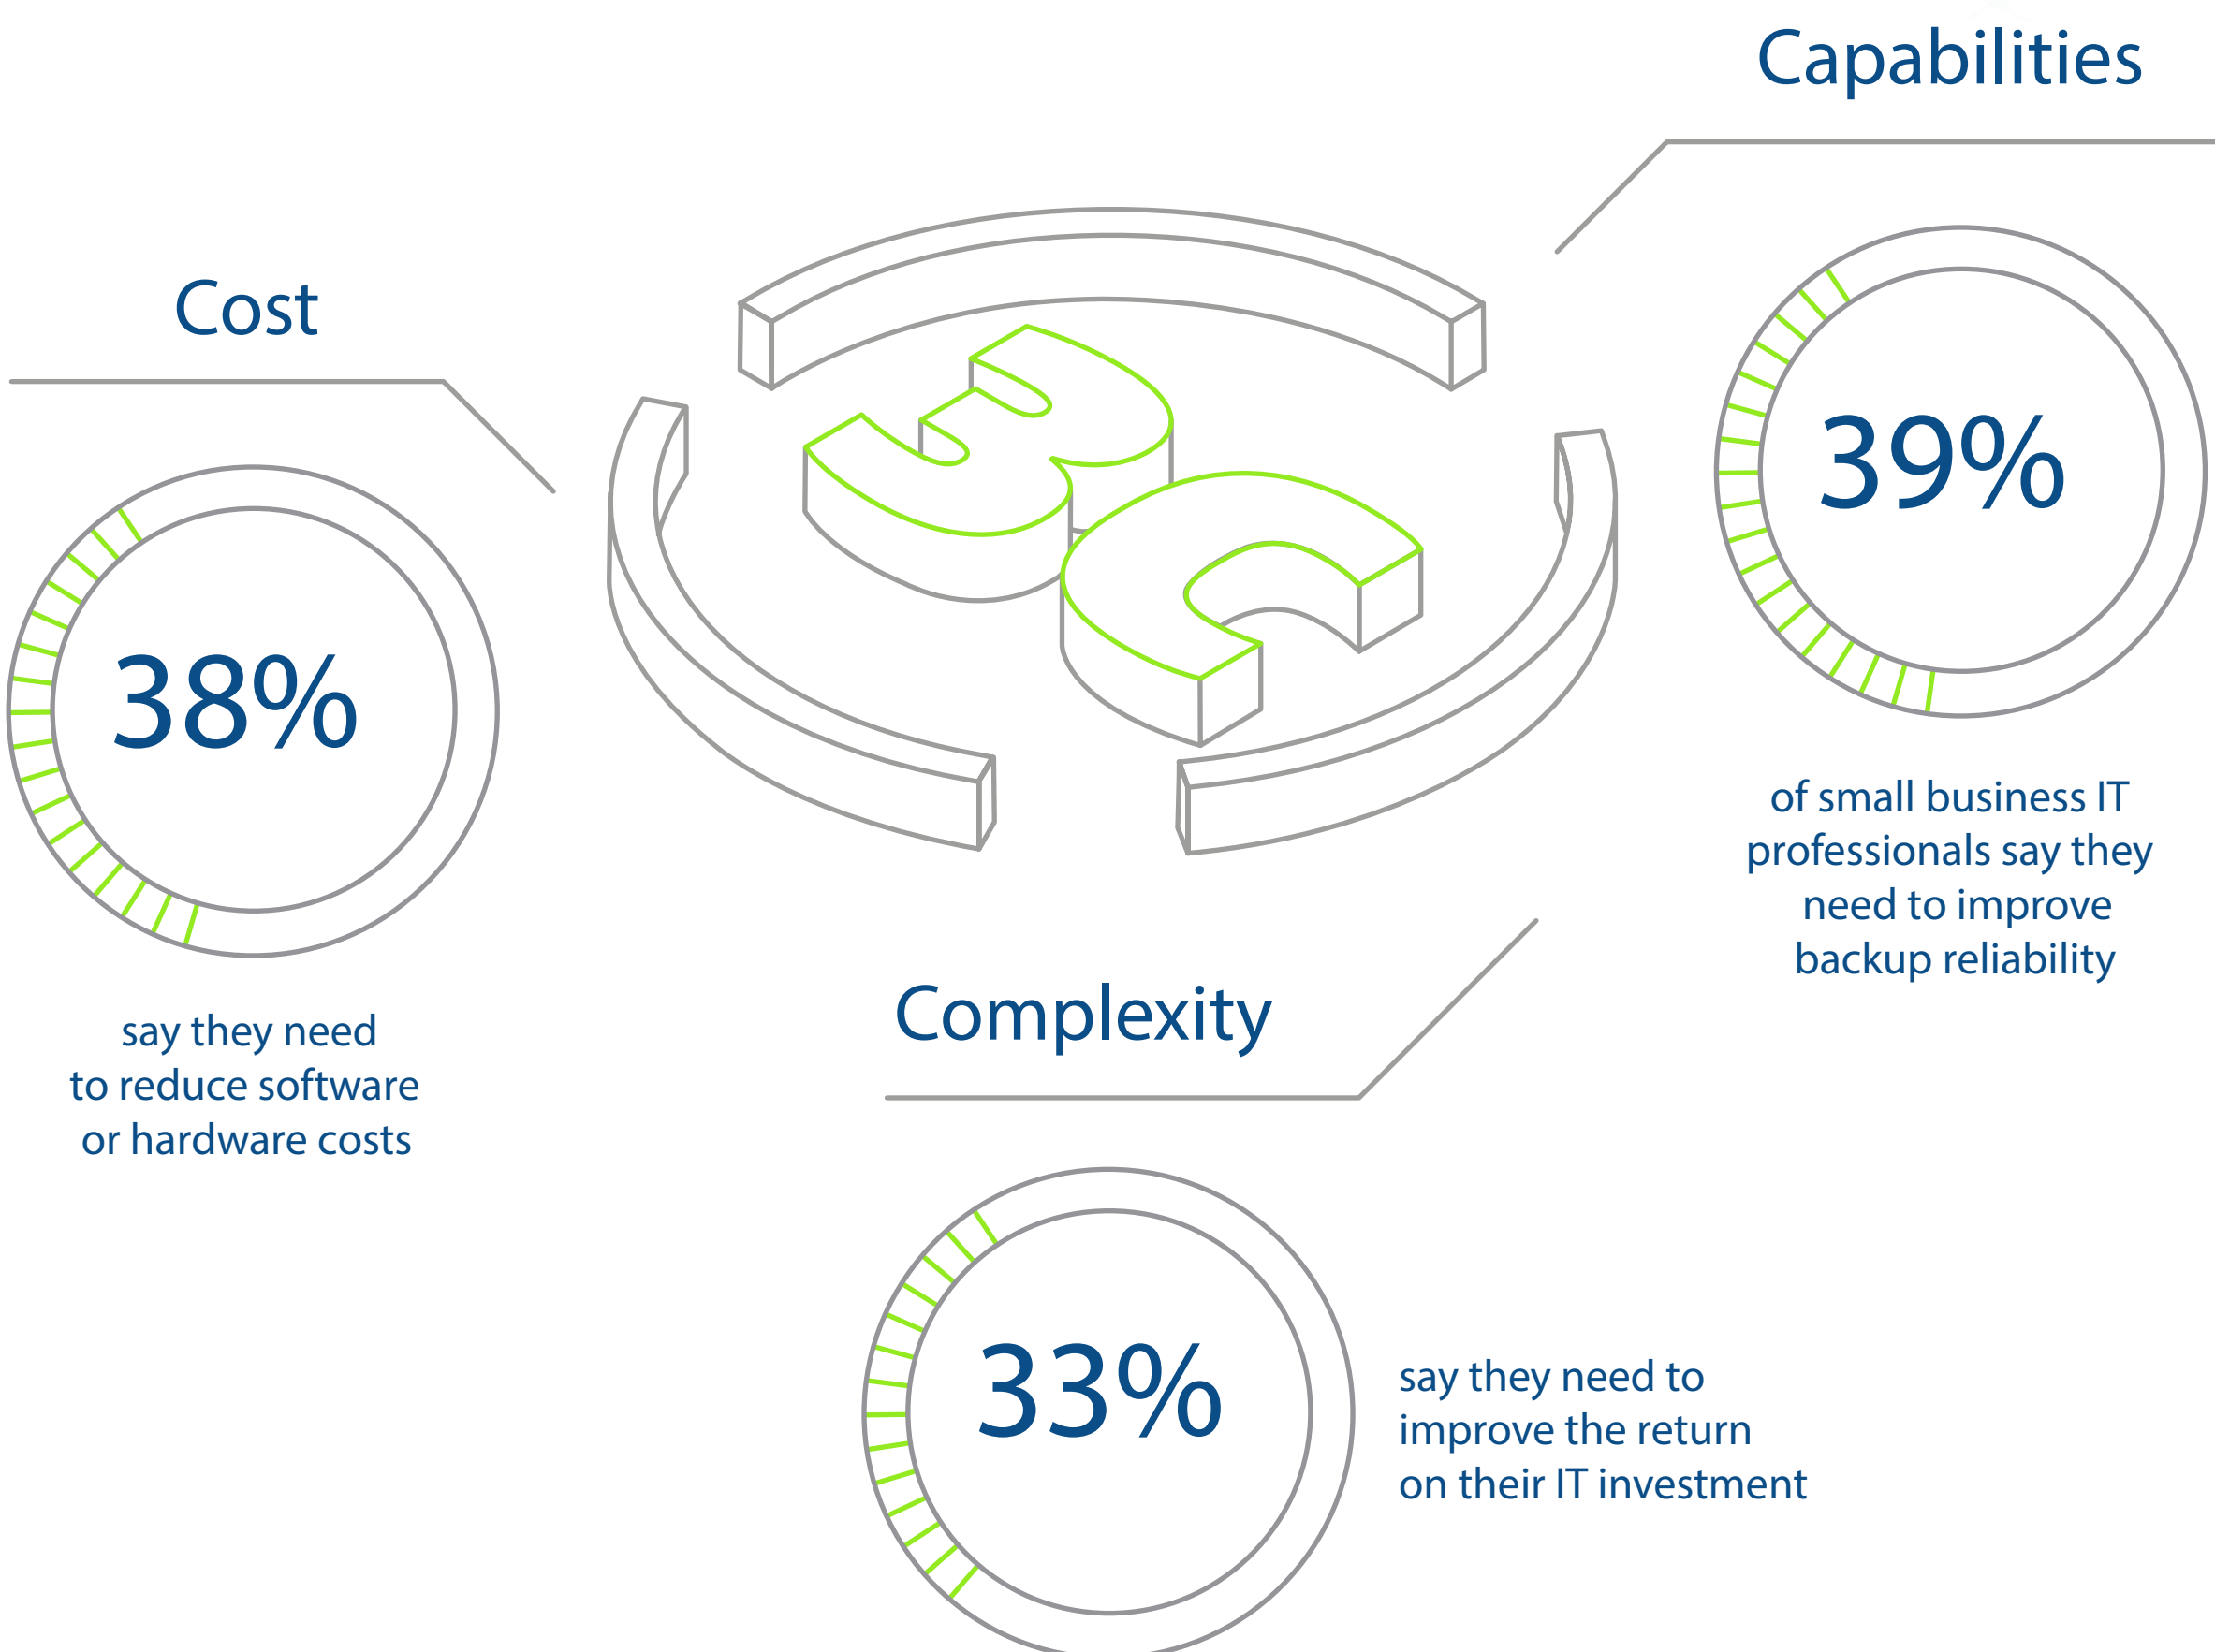 Capabilities
39%
of small business IT
professionals say they
need to improve
backup reliability
Cost
38%
say they need
to reduce software
or hardware costs
3C
Complexity
33%
say they need to
improve the return
on their IT investment